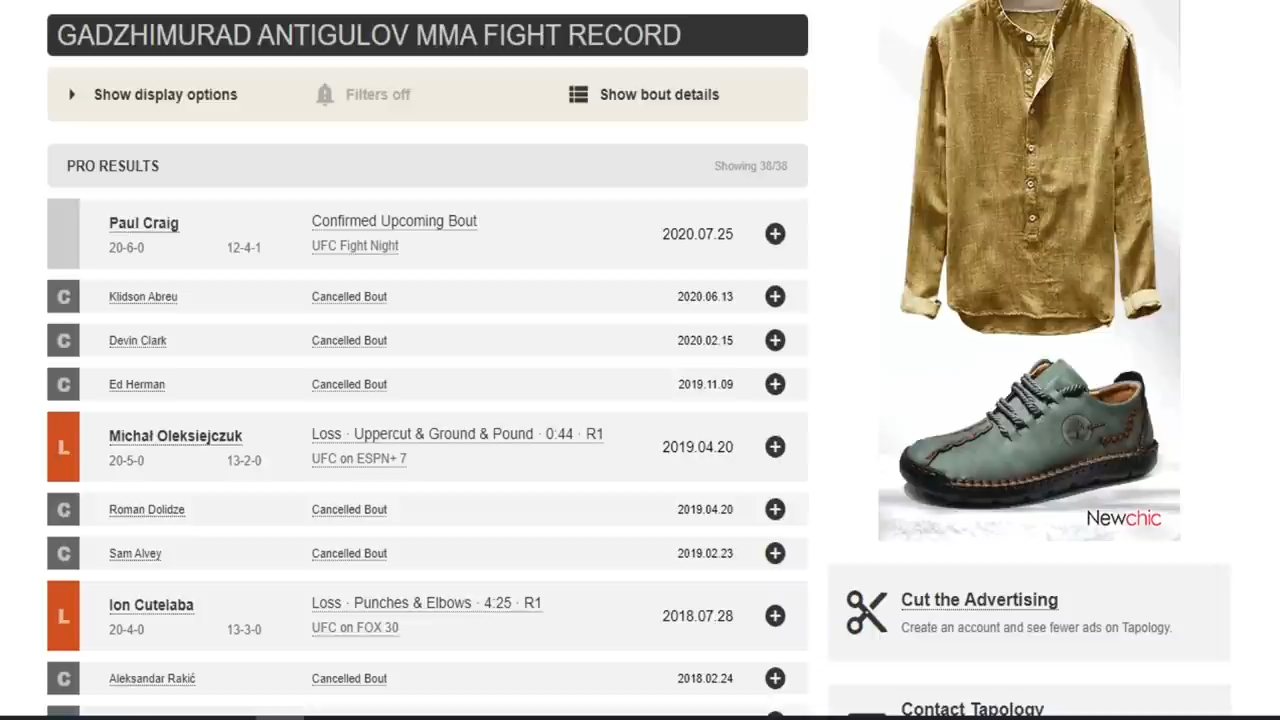 GADZHIMURAD ANTIGULOV MMA FIGHT RECORD
Show display options
Filters off
Show bout details
PRO RESULTS
Showing 38/38
Paul Craig
Confirmed Upcoming Bout
2020.07.25
20-6-0
12-4-1
UFC Fight Night
C
Klidson Abreu
Cancelled Bout
2020.06.13
C
Devin Clark
Cancelled Bout
2020.02.15
C
Ed Herman
Cancelled Bout
2019.11.09
L
Michał Oleksiejczuk
Loss · Uppercut & Ground & Pound · 0:44 · R1
2019.04.20
20-5-0
13-2-0
UFC on ESPN+ 7
C
Roman Dolidze
Cancelled Bout
2019.04.20
C
Sam Alvey
Cancelled Bout
2019.02.23
L
Ion Cutelaba
Loss · Punches & Elbows · 4:25 · R1
2018.07.28
20-4-0
13-3-0
UFC on FOX 30
C
Aleksandar Rakić
Cancelled Bout
2018.02.24
Newchic
Cut the Advertising
Create an account and see fewer ads on Tapology.
Contact Tapology